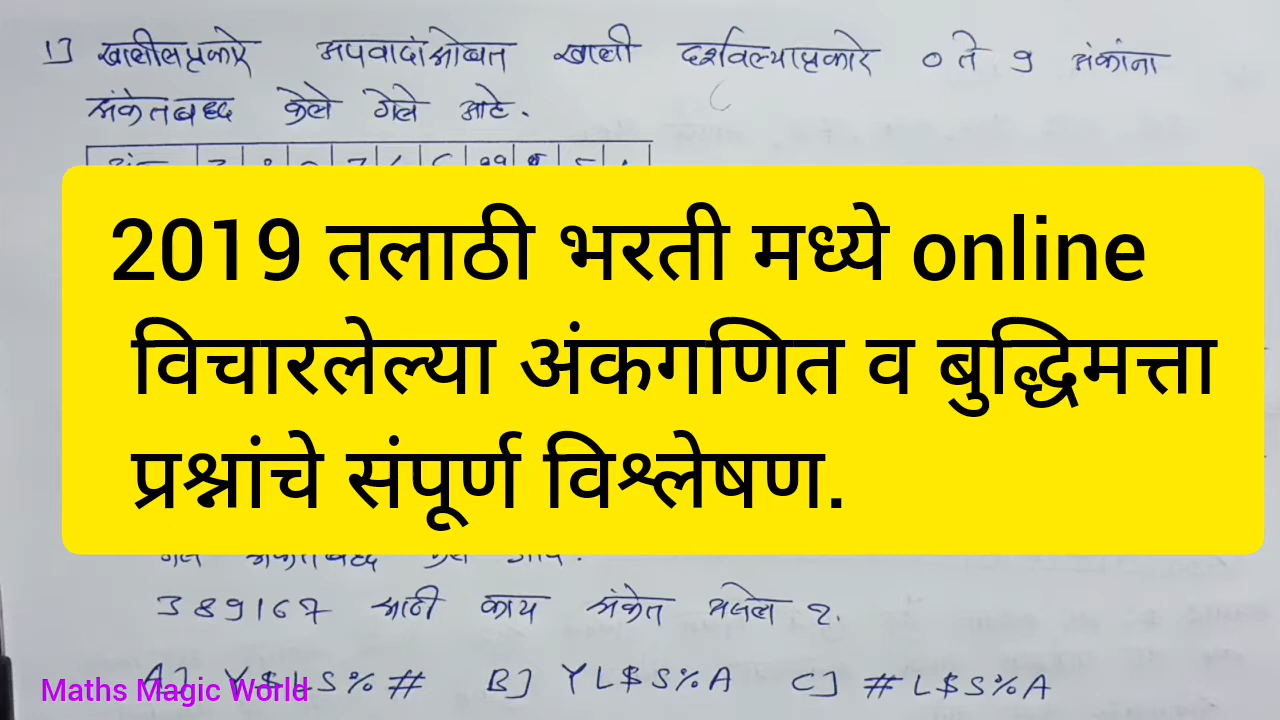 1] खालीलप्रकारे अपवादांसोबत खाली दर्शविल्याप्रकारे 0 ते 9 अंकांना
संकेतबद्ध केले गेले आहे.
2019 तलाठी भरती मध्ये online
विचारलेल्या अंकगणित व बुद्धिमत्ता
प्रश्नांचे संपूर्ण विश्लेषण.
389167 साठी काय संकेत असेल ?.
A] Y$LS%# B] YL$S%A C] #L$S%A
Maths Magic World